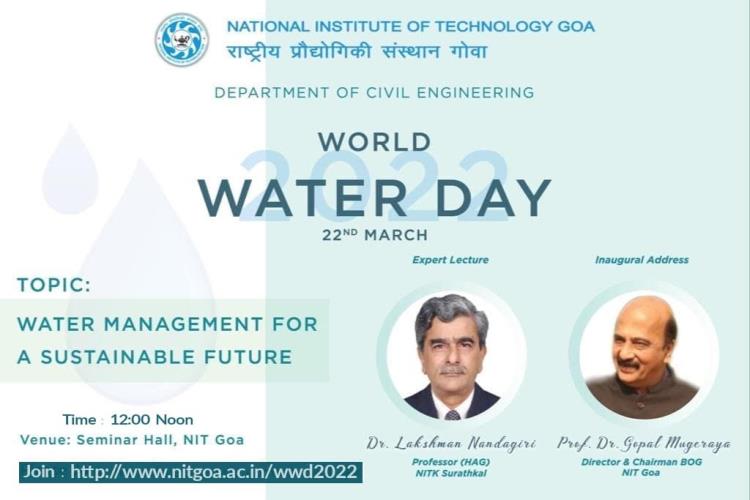 NATIONAL INSTITUTE OF TECHNOLOGY GOA
राष्ट्रीय प्रौद्योगिकी संस्थान गोवा
DEPARTMENT OF CIVIL ENGINEERING
2022
WORLD
WATER DAY
22ND MARCH
TOPIC:
WATER MANAGEMENT FOR
A SUSTAINABLE FUTURE
Time : 12:00 Noon
Venue: Seminar Hall, NIT Goa
Join : http://www.nitgoa.ac.in/wwd2022
Expert Lecture
Dr. Lakshman Nandagiri
Professor (HAG)
NITK Surathkal
Inaugural Address
Prof. Dr. Gopal Mugeraya
Director & Chairman BOG
NIT Goa